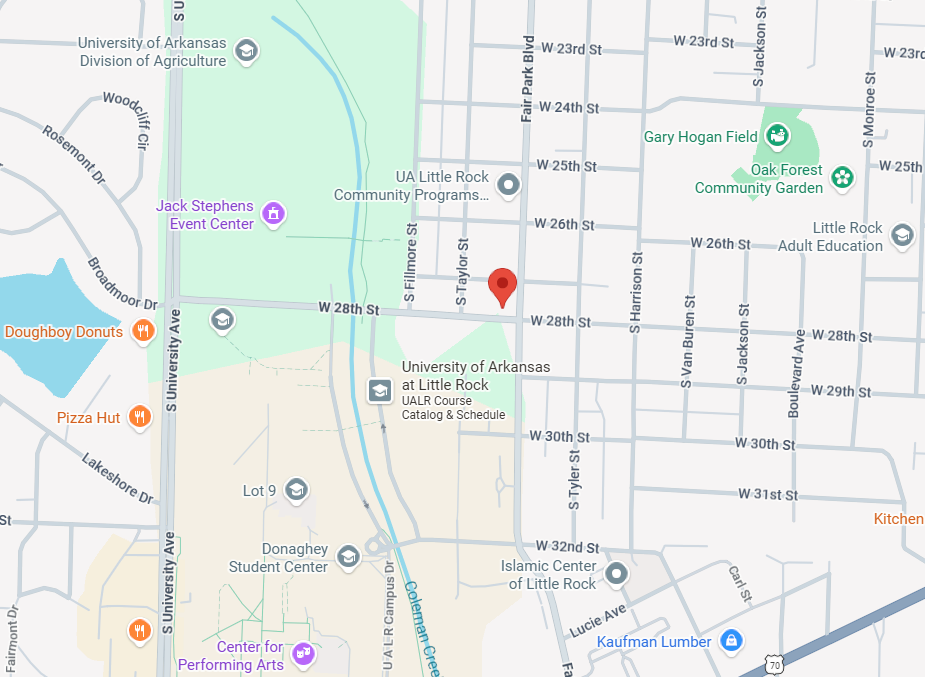 S U
University of Arkansas
Division of Agriculture
W 23rd St
W 23rd St
W 23rd
S Jackson St
Fair Park Blvd
S Monroe St
Woodcliff Cir
Rosemont Dr
W 24th St
Gary Hogan Field
W 25th St
W 25th
Oak Forest
Community Garden
UA Little Rock
Community Programs...
Jack Stephens
Event Center
W 26th St
W 26th St
Little Rock
Adult Education
S Fillmore St
S Taylor St
S Harrison St
Broadmoor Dr
W 28th St
W 28th St
W 28th St
S Van Buren St
S Jackson St
Boulevard Ave
Doughboy Donuts
S University Ave
University of Arkansas
at Little Rock
UALR Course
Catalog & Schedule
W 29th St
Pizza Hut
W 30th St
W 30th St
Lakeshore Dr
S Tyler St
Lot 9
W 31st St
St
Kitchen
S University Ave
Donaghey
Student Center
W 32nd St
Islamic Center
of Little Rock
Carl St
U A L R Campus Dr
Coleman Cree
Lucie Ave
Fairmont Dr
Kaufman Lumber
Center for
Performing Arts
Fa
70